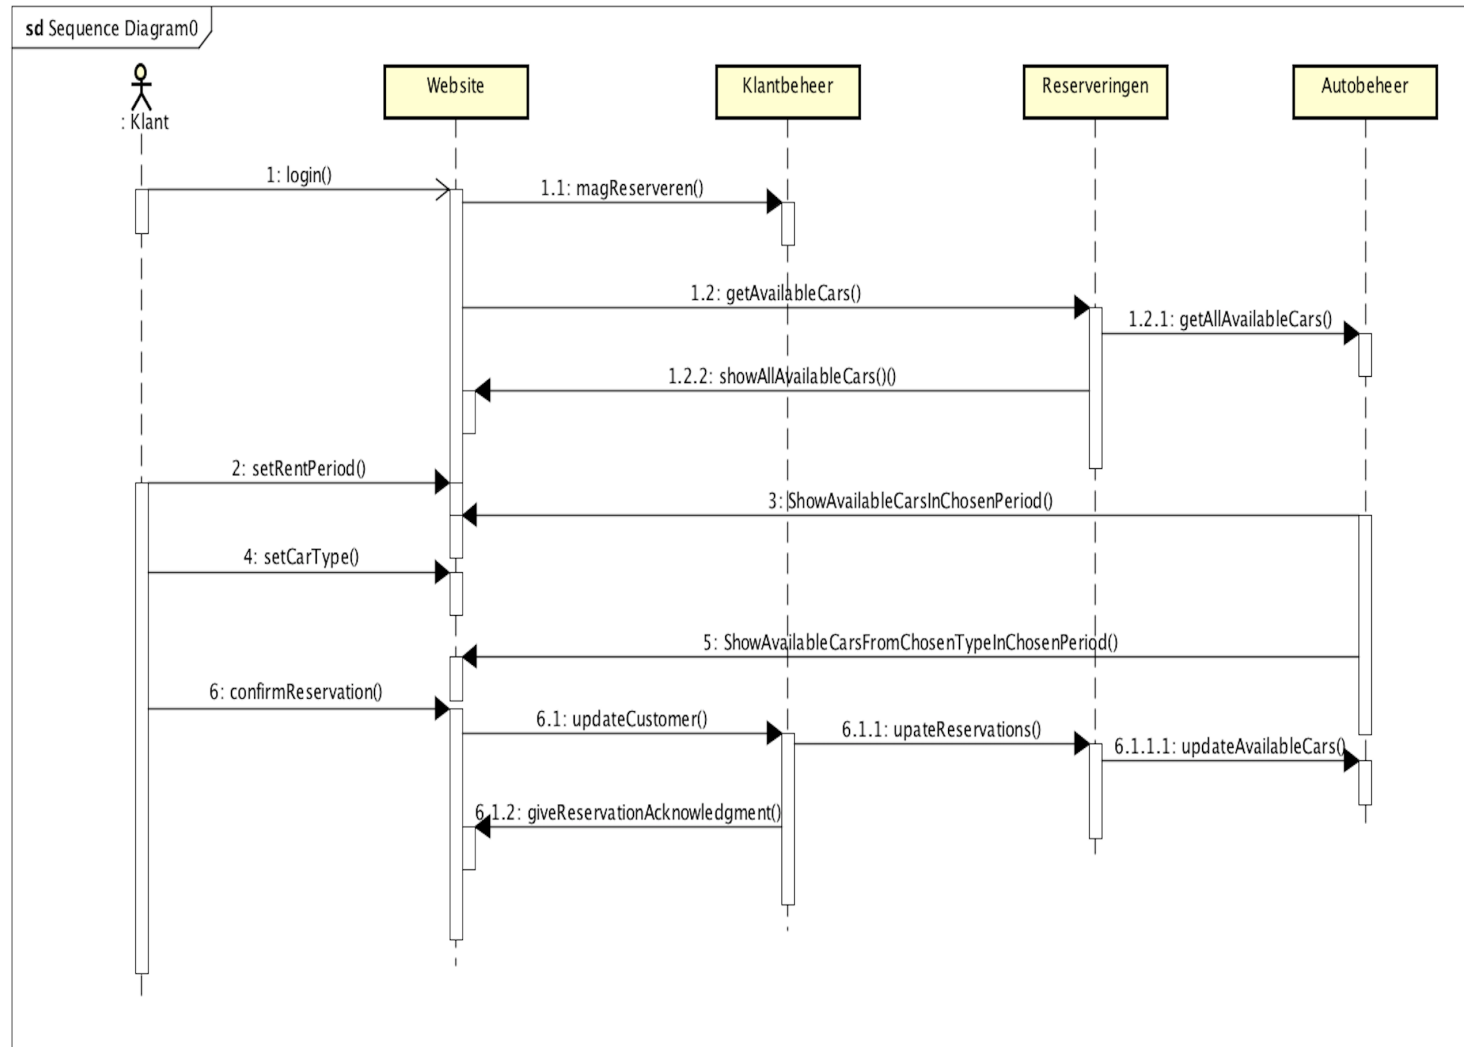 sd Sequence Diagram0
: Klant
Website
Klantbeheer
Reserveringen
Autobeheer
1: login()
1.1: magReserveren()
1.2: getAvailableCars()
1.2.1: getAllAvailableCars()
1.2.2: showAllAvailableCars()()
2: setRentPeriod()
3: ShowAvailableCarsInChosenPeriod()
4: setCarType()
5: ShowAvailableCarsFromChosenTypeInChosenPeriod()
6: confirmReservation()
6.1: updateCustomer()
6.1.1: upateReservations()
6.1.1.1: updateAvailableCars()
6.1.2: giveReservationAcknowledgment()